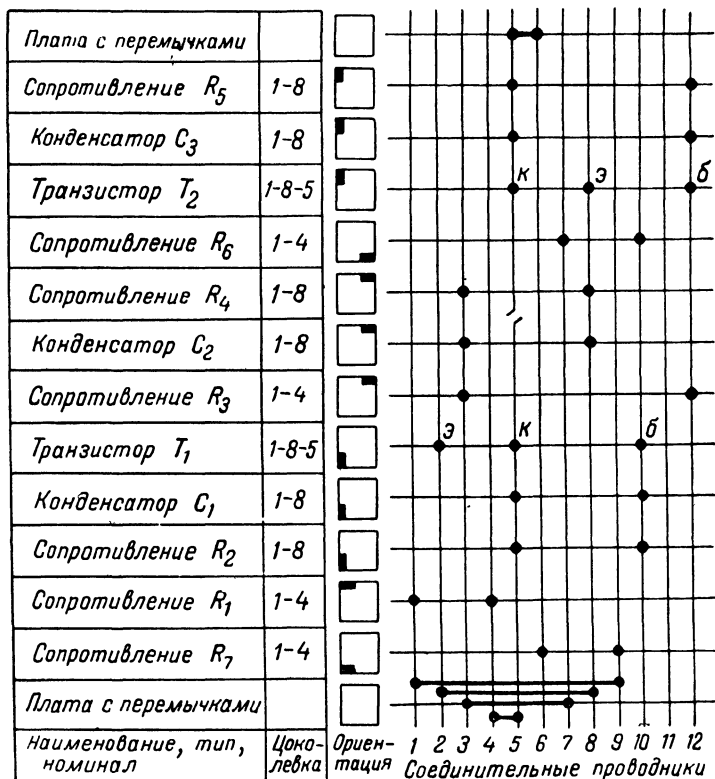 Плата с перемычками
Сопротивление R₅ 1-8
Конденсатор C₃ 1-8
Транзистор T₂ 1-8-5 к э б
Сопротивление R₆ 1-4
Сопротивление R₄ 1-8
Конденсатор C₂ 1-8
Сопротивление R₃ 1-4
Транзистор T₁ 1-8-5 э к б
Конденсатор C₁ 1-8
Сопротивление R₂ 1-8
Сопротивление R₁ 1-4
Сопротивление R₇ 1-4
Плата с перемычками
Наименование, тип, номинал
Цоко-
левка
Ориен-
тация
1 2 3 4 5 6 7 8 9 10 11 12
Соединительные проводники